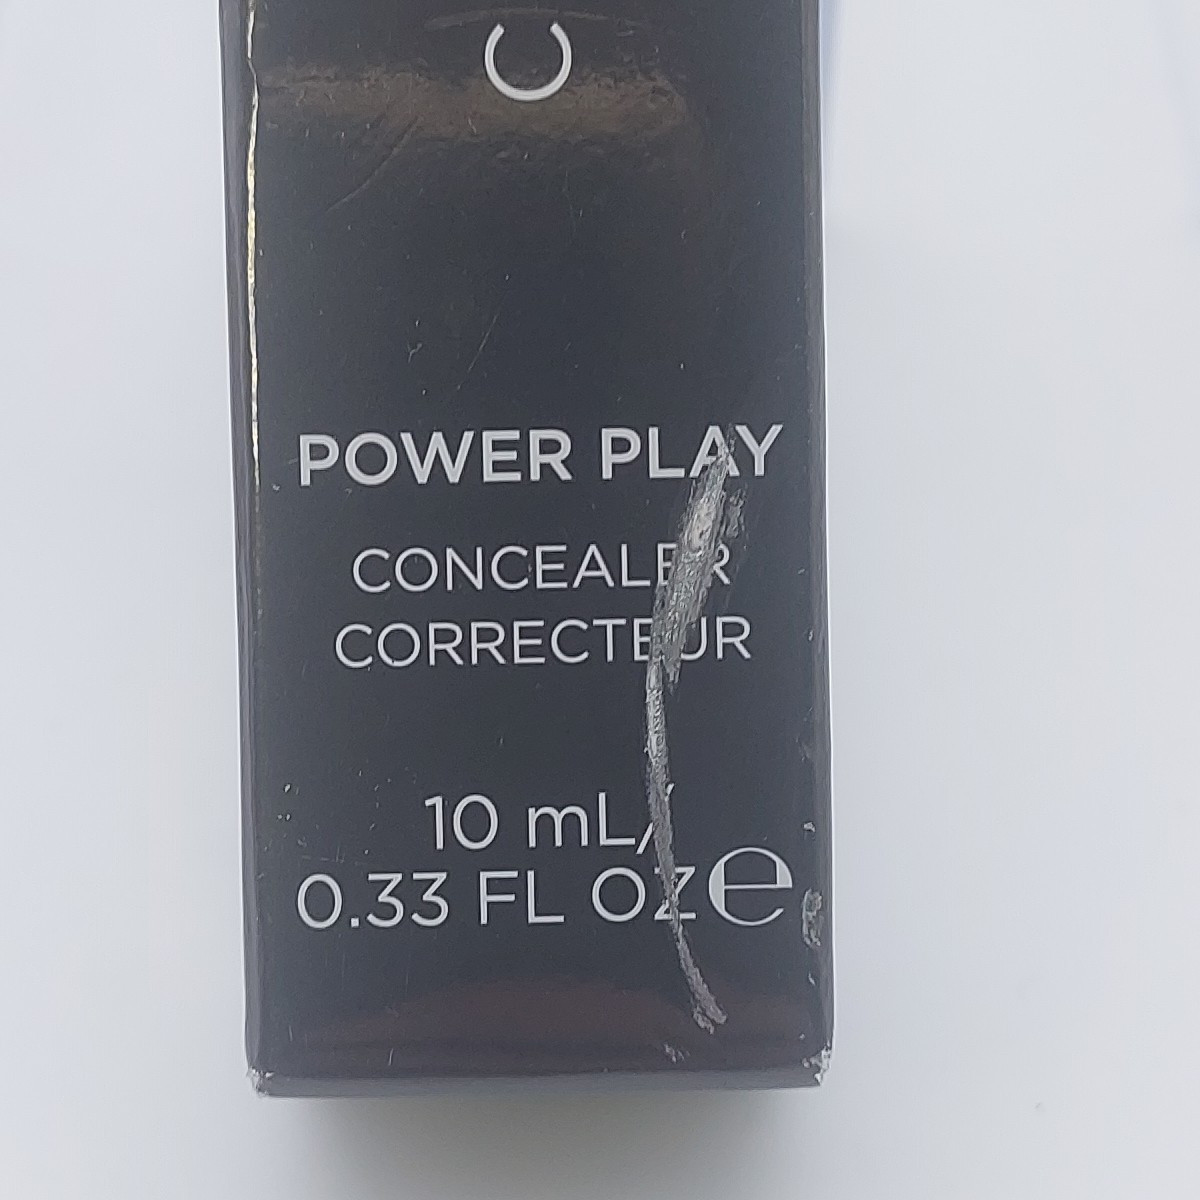 POWER PLAY
CONCEALER
CORRECTEUR
10 mL/
0.33 FL OZ e